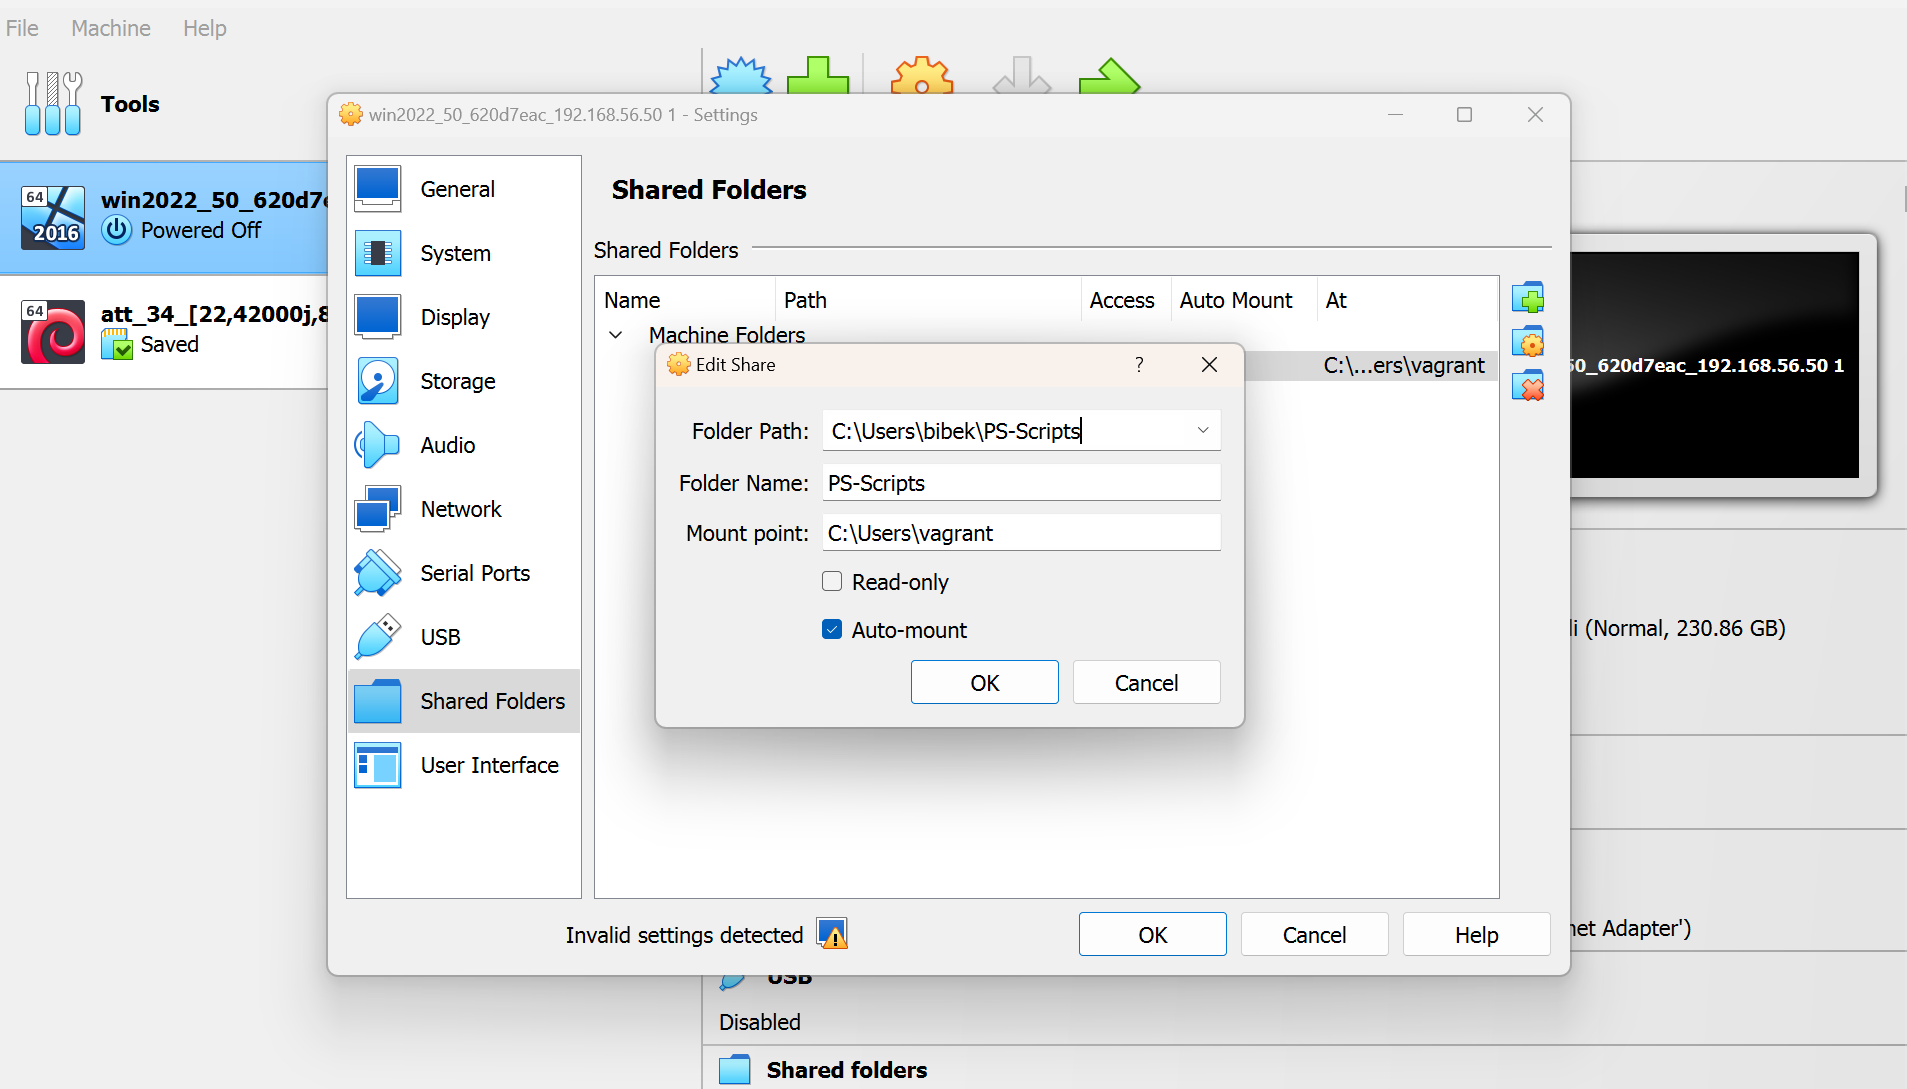 File Machine Help
Tools
win2022_50_620d7eac_192.168.56.50 1 - Settings
64
2016
win2022_50_620d7
Powered Off
64
att_34_[22,42000j,8
Saved
General
System
Display
Storage
Audio
Network
Serial Ports
USB
Shared Folders
User Interface
Shared Folders
Shared Folders
Name Path Access Auto Mount At
Machine Folders
C:\...ers\vagrant
Edit Share ?
Folder Path: C:\Users\bibek\PS-Scripts
Folder Name: PS-Scripts
Mount point: C:\Users\vagrant
Read-only
Auto-mount
OK Cancel
Invalid settings detected
OK Cancel Help
50_620d7eac_192.168.56.50 1
li (Normal, 230.86 GB)
net Adapter')
USB
Disabled
Shared folders